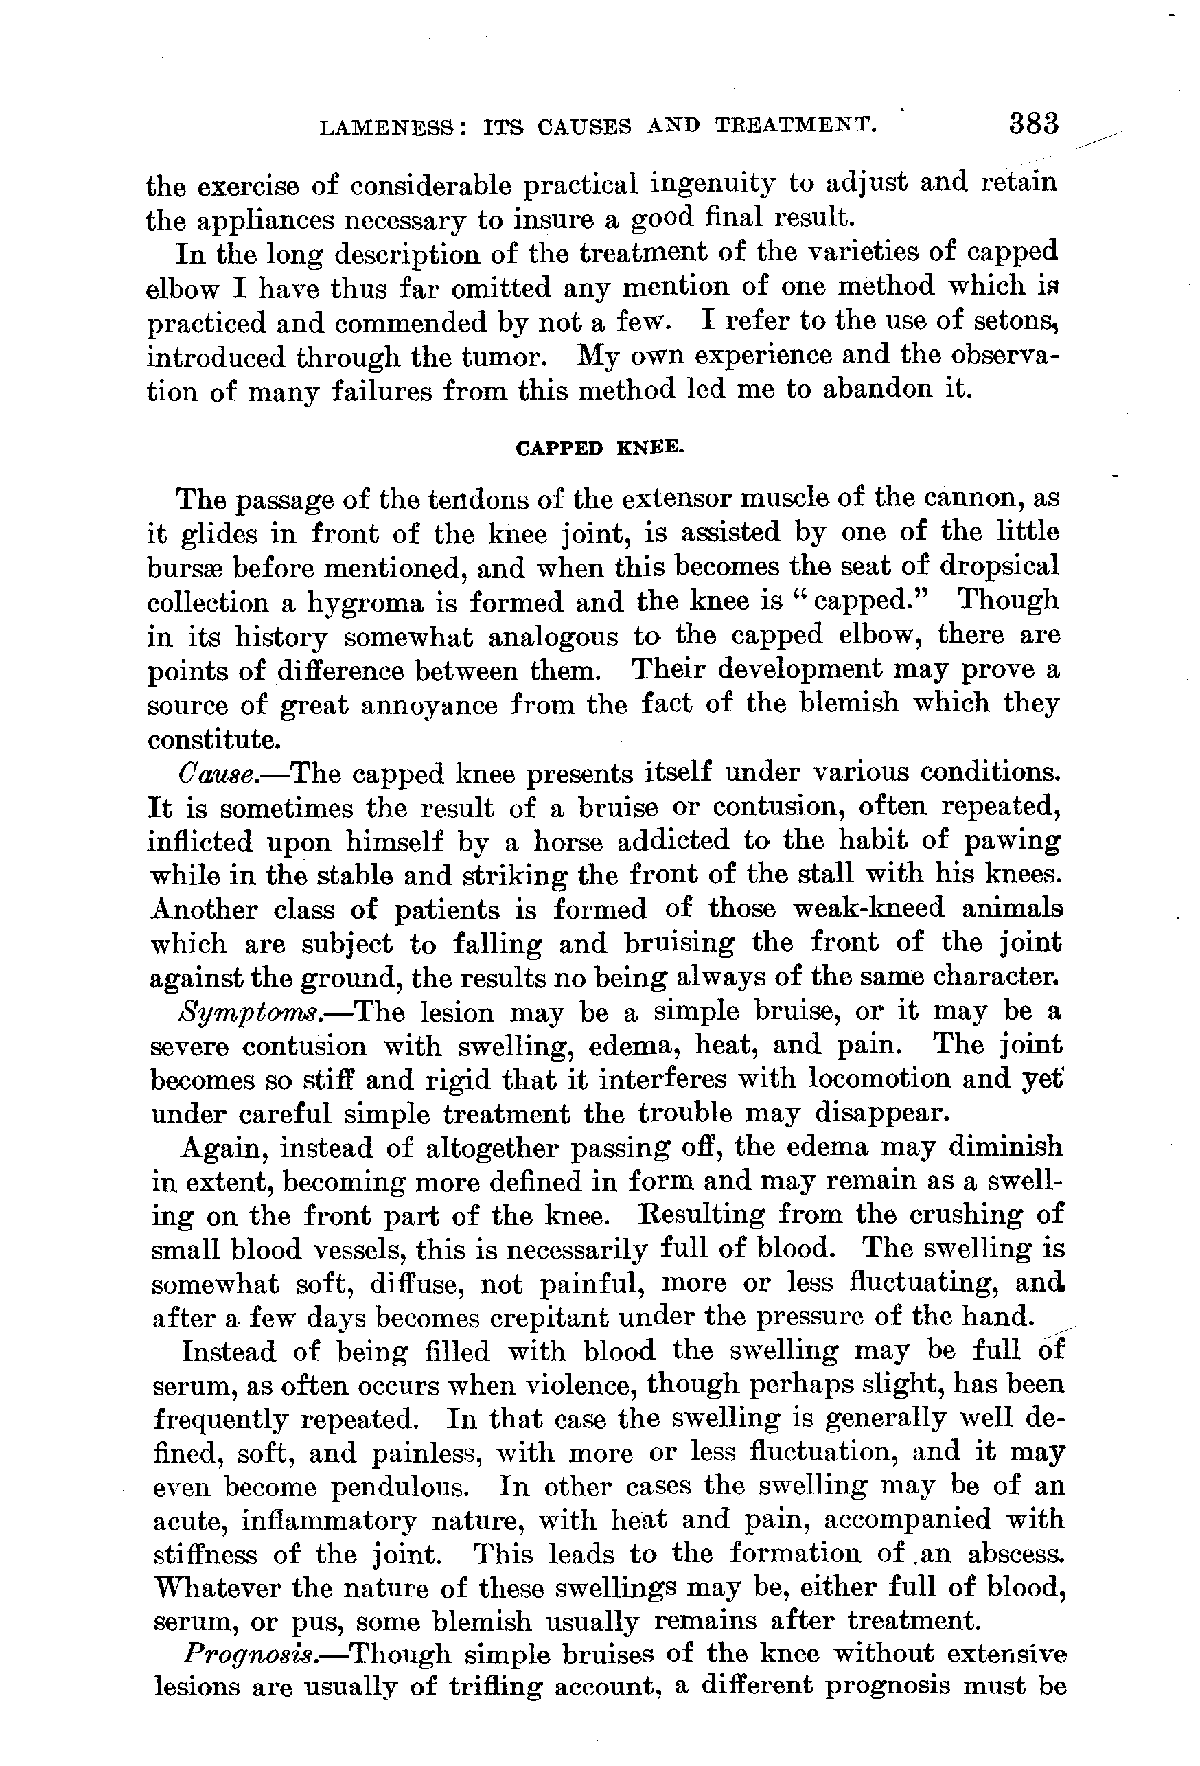 LAMENESS: ITS CAUSES AND TREATMENT. 383
the exercise of considerable practical ingenuity to adjust and retain
the appliances necessary to insure a good final result.
In the long description of the treatment of the varieties of capped
elbow I have thus far omitted any mention of one method which is
practiced and commended by not a few. I refer to the use of setons,
introduced through the tumor. My own experience and the observa-
tion of many failures from this method led me to abandon it.
CAPPED KNEE.
The passage of the tendons of the extensor muscle of the cannon, as
it glides in front of the knee joint, is assisted by one of the little
bursæ before mentioned, and when this becomes the seat of dropsical
collection a hygroma is formed and the knee is “capped.” Though
in its history somewhat analogous to the capped elbow, there are
points of difference between them. Their development may prove a
source of great annoyance from the fact of the blemish which they
constitute.
Cause.—The capped knee presents itself under various conditions.
It is sometimes the result of a bruise or contusion, often repeated,
inflicted upon himself by a horse addicted to the habit of pawing
while in the stable and striking the front of the stall with his knees.
Another class of patients is formed of those weak-kneed animals
which are subject to falling and bruising the front of the joint
against the ground, the results no being always of the same character.
Symptoms.—The lesion may be a simple bruise, or it may be a
severe contusion with swelling, edema, heat, and pain. The joint
becomes so stiff and rigid that it interferes with locomotion and yet
under careful simple treatment the trouble may disappear.
Again, instead of altogether passing off, the edema may diminish
in extent, becoming more defined in form and may remain as a swell-
ing on the front part of the knee. Resulting from the crushing of
small blood vessels, this is necessarily full of blood. The swelling is
somewhat soft, diffuse, not painful, more or less fluctuating, and
after a few days becomes crepitant under the pressure of the hand.
Instead of being filled with blood the swelling may be full of
serum, as often occurs when violence, though perhaps slight, has been
frequently repeated. In that case the swelling is generally well de-
fined, soft, and painless, with more or less fluctuation, and it may
even become pendulous. In other cases the swelling may be of an
acute, inflammatory nature, with heat and pain, accompanied with
stiffness of the joint. This leads to the formation of an abscess.
Whatever the nature of these swellings may be, either full of blood,
serum, or pus, some blemish usually remains after treatment.
Prognosis.—Though simple bruises of the knee without extensive
lesions are usually of trifling account, a different prognosis must be